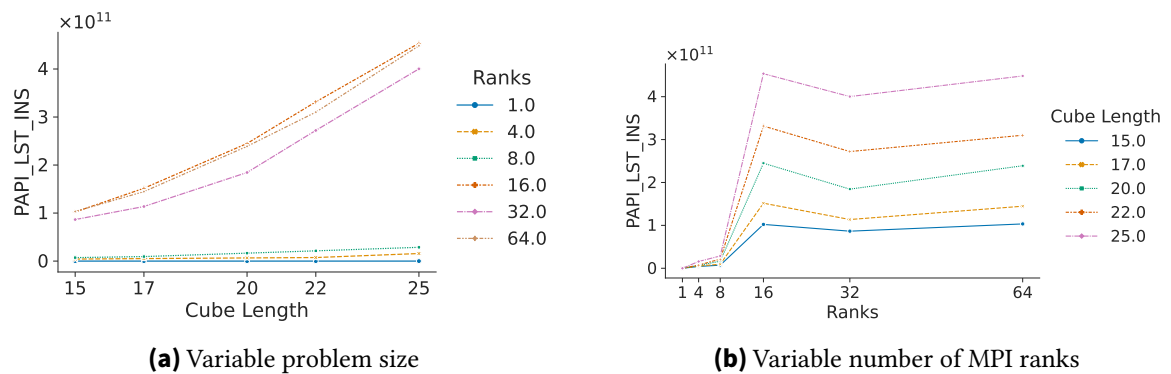 ×10¹¹
PAPI_LST_INS
4
3
2
1
0
15 17 20 22 25
Cube Length
Ranks
1.0
4.0
8.0
16.0
32.0
64.0
(a) Variable problem size
×10¹¹
PAPI_LST_INS
4
3
2
1
0
1 4 8 16 32 64
Ranks
Cube Length
15.0
17.0
20.0
22.0
25.0
(b) Variable number of MPI ranks